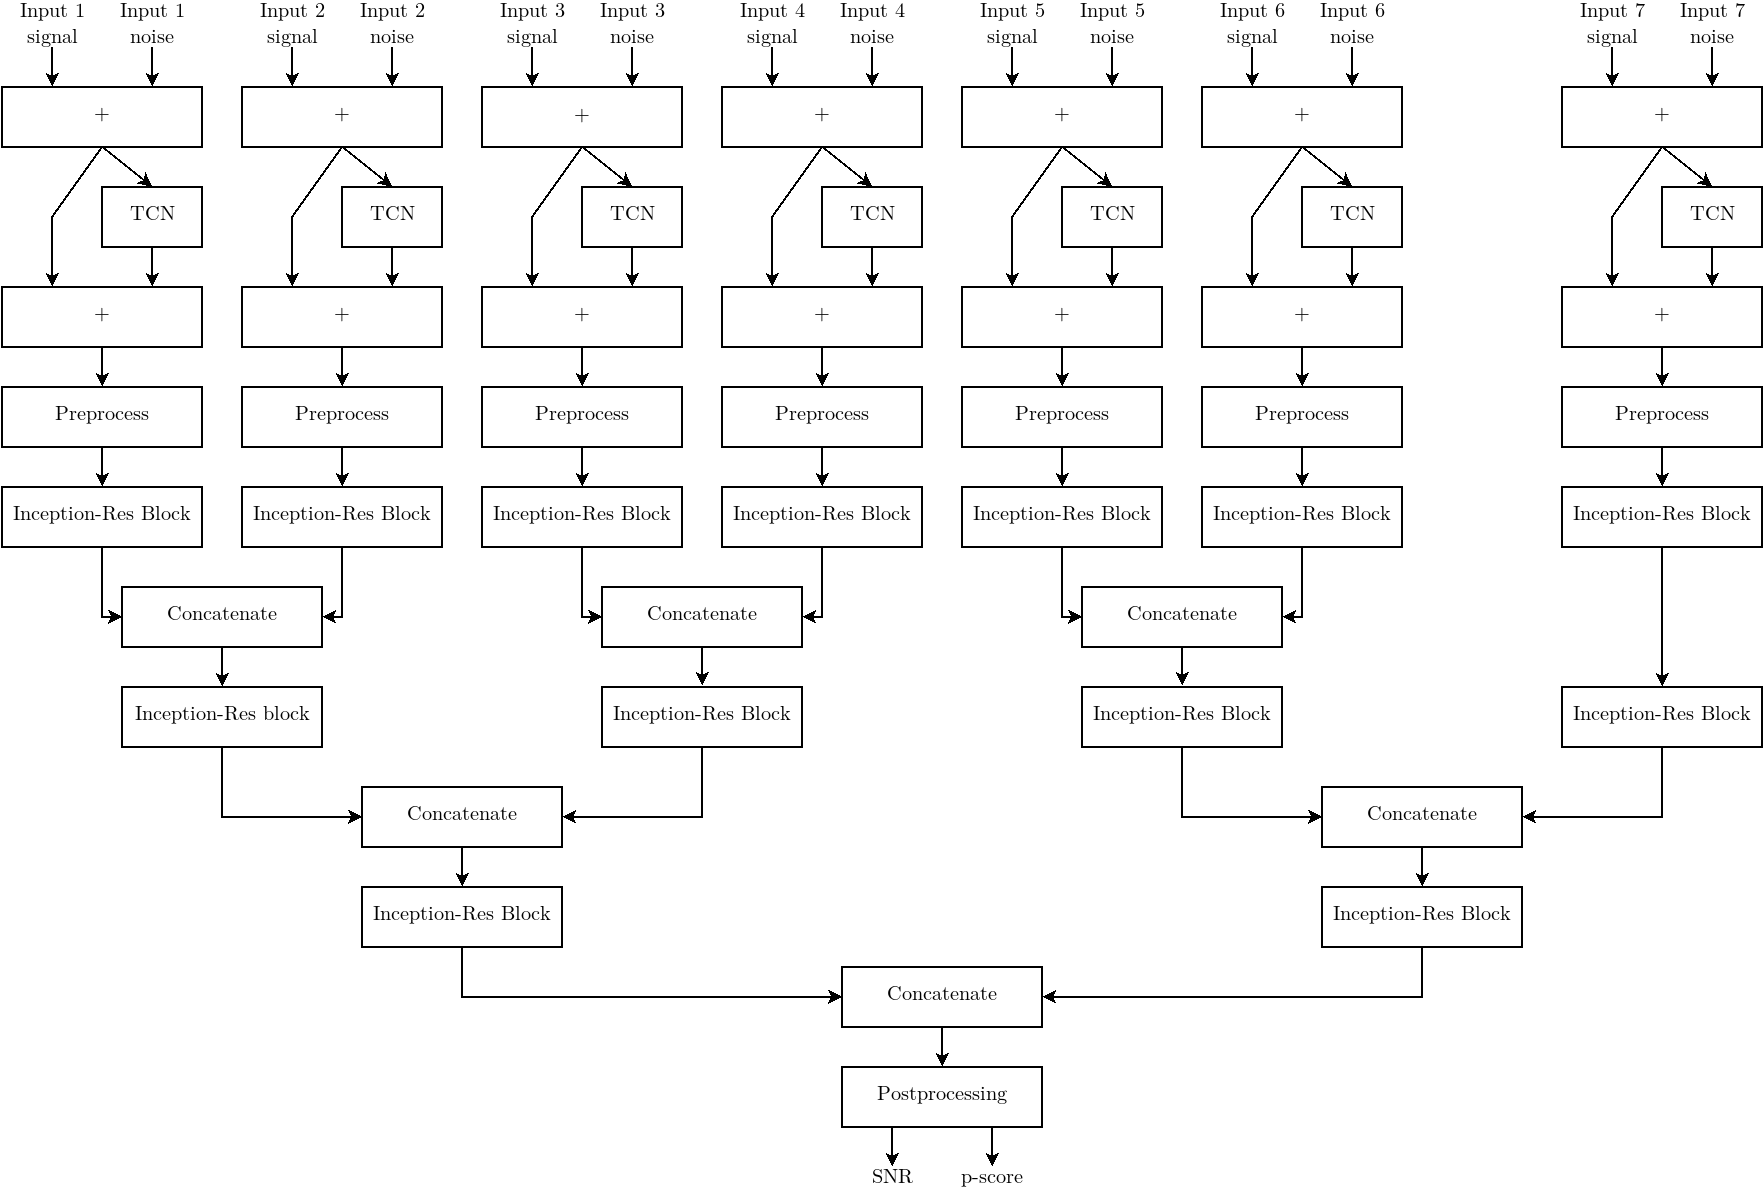 Input 1 Input 1 Input 2 Input 2 Input 3 Input 3 Input 4 Input 4 Input 5 Input 5 Input 6 Input 6 Input 7 Input 7
signal noise signal noise signal noise signal noise signal noise signal noise signal noise
+ + + + + + +
TCN TCN TCN TCN TCN TCN TCN
+ + + + + + +
Preprocess Preprocess Preprocess Preprocess Preprocess Preprocess Preprocess
Inception-Res Block Inception-Res Block Inception-Res Block Inception-Res Block Inception-Res Block Inception-Res Block Inception-Res Block
Concatenate Concatenate Concatenate
Inception-Res block Inception-Res Block Inception-Res Block Inception-Res Block
Concatenate Concatenate
Inception-Res Block Inception-Res Block
Concatenate
Postprocessing
SNR p-score